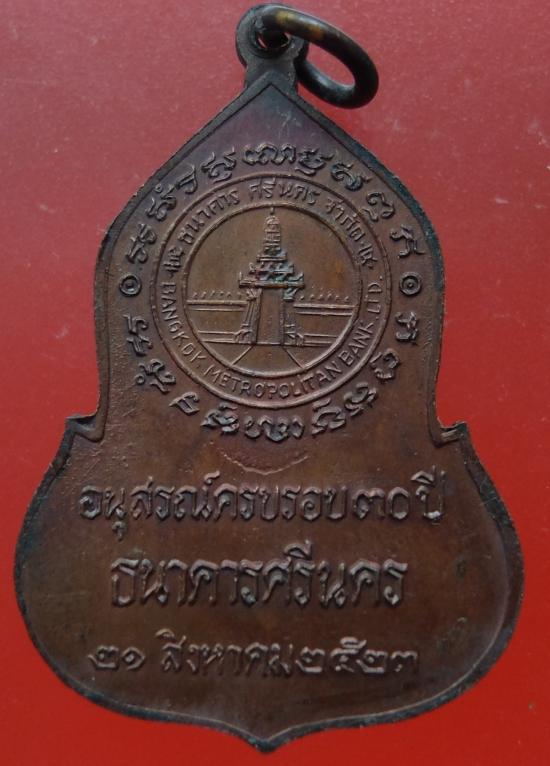 ธนาคาร ศรีนคร จำกัด
BANGKOK METROPOLITAN BANK LTD.
อนุสรณ์ครบรอบ๓๐ ปี
ธนาคารศรีนคร
๒๑ สิงหาคม๒๕๒๓